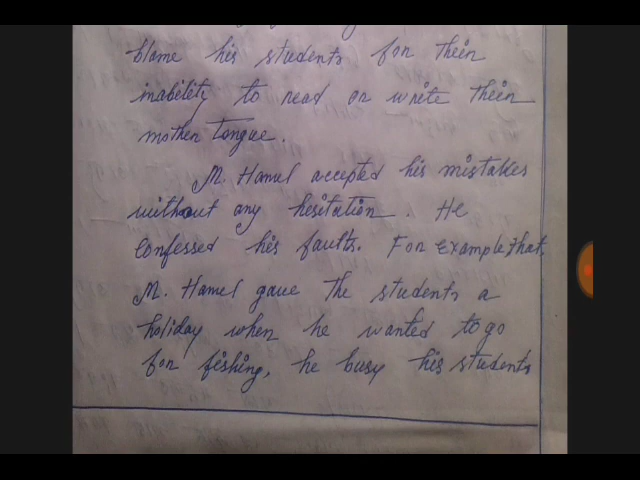 blame his students for their
inability to read or write their
mother tongue.
M. Hamel accepted his mistakes
without any hesitation. He
confessed his faults. For example that,
M. Hamel gave the students a
holiday when he wanted to go
for fishing, he busy his students